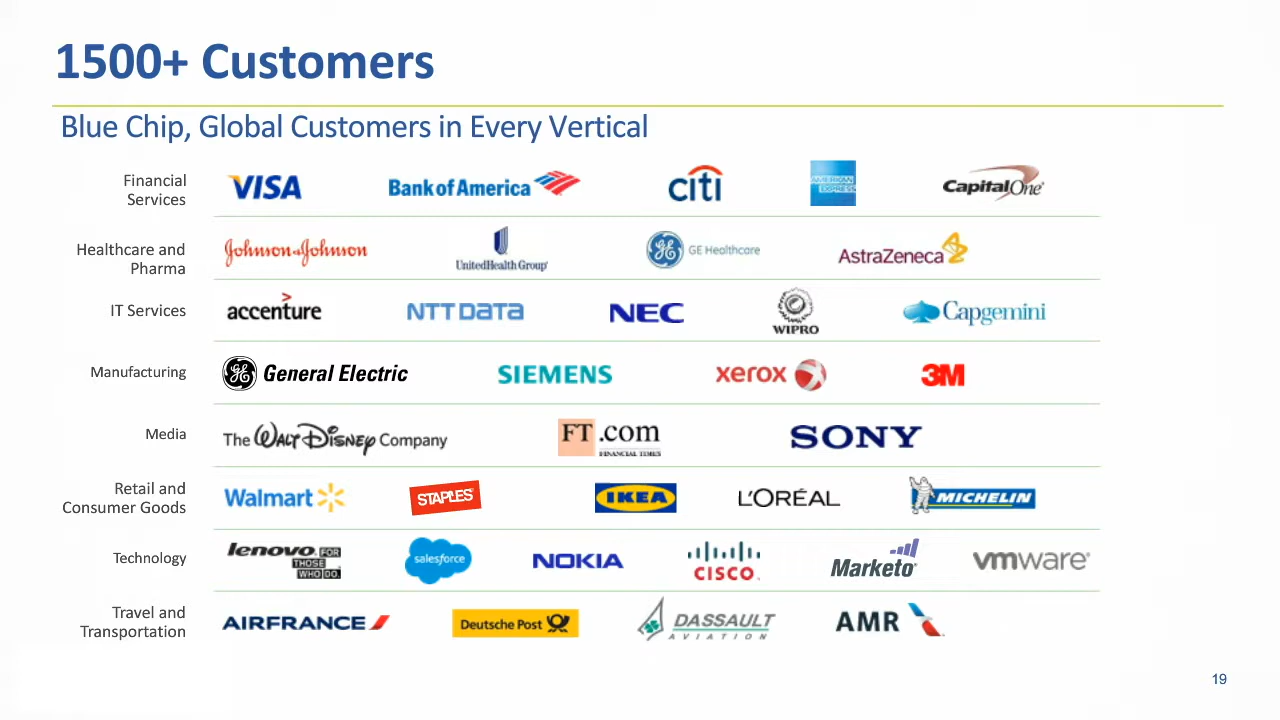 1500+ Customers
Blue Chip, Global Customers in Every Vertical
Financial
Services
VISA
Bank of America
citi
AMERICAN
EXPRESS
CapitalOne
Healthcare and
Pharma
Johnson & Johnson
UnitedHealth Group
GE Healthcare
AstraZeneca
IT Services
accenture
NTT DATA
NEC
WIPRO
Capgemini
Manufacturing
GE General Electric
SIEMENS
xerox
3M
Media
The WALT DISNEY Company
FT.com
FINANCIAL TIMES
SONY
Retail and
Consumer Goods
Walmart
STAPLES
IKEA
L'ORÉAL
MICHELIN
Technology
lenovo FOR
THOSE
WHO DO.
salesforce
NOKIA
CISCO
Marketo
vmware
Travel and
Transportation
AIRFRANCE
Deutsche Post
DASSAULT
AVIATION
AMR
19